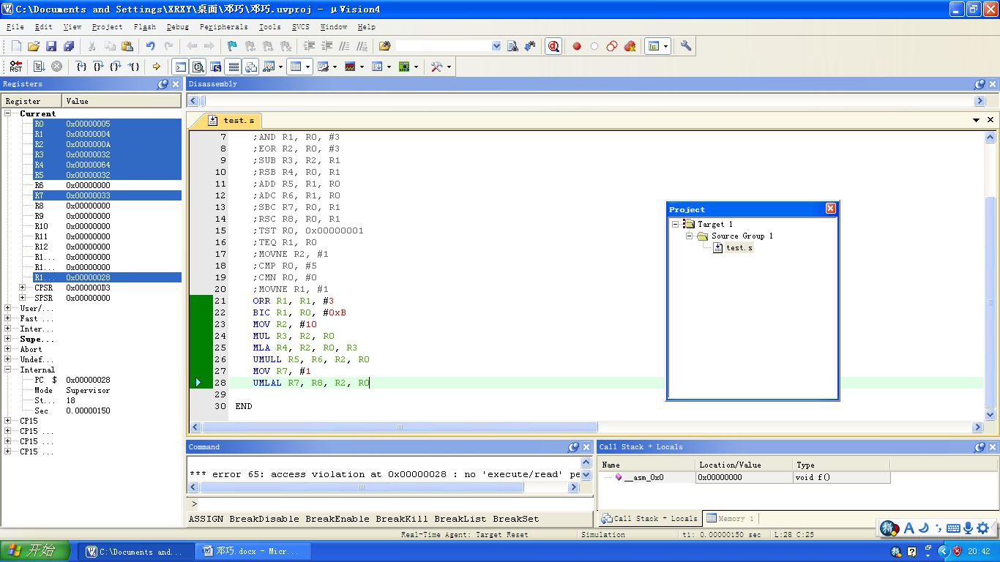 C:\Documents and Settings\XRXY\桌面\邓巧\邓巧.uvproj - μVision4
File Edit View Project Flash Debug Peripherals Tools SVCS Window Help
RST
Registers
Register Value
Current
R0 0x00000005
R1 0x00000004
R2 0x0000000A
R3 0x00000032
R4 0x00000064
R5 0x00000032
R6 0x00000000
R7 0x00000033
R8 0x00000000
R9 0x00000000
R10 0x00000000
R11 0x00000000
R12 0x00000000
R1... 0x00000000
R1... 0x00000000
R1... 0x00000028
CPSR 0x000000D3
SPSR 0x00000000
User/...
Fast ...
Inter...
Supe...
Abort
Undef...
Internal
PC $ 0x00000028
Mode Supervisor
St... 18
Sec 0.00000150
CP15
CP15 ...
CP15 ...
CP15 ...
Disassembly
test.s
7 ;AND R1, R0, #3
8 ;EOR R2, R0, #3
9 ;SUB R3, R2, R1
10 ;RSB R4, R0, R1
11 ;ADD R5, R1, R0
12 ;ADC R6, R1, R0
13 ;SBC R7, R0, R1
14 ;RSC R8, R0, R1
15 ;TST R0, 0x00000001
16 ;TEQ R1, R0
17 ;MOVNE R2, #1
18 ;CMP R0, #5
19 ;CMN R0, #0
20 ;MOVNE R1, #1
21 ORR R1, R1, #3
22 BIC R1, R0, #0xB
23 MOV R2, #10
24 MUL R3, R2, R0
25 MLA R4, R2, R0, R3
26 UMULL R5, R6, R2, R0
27 MOV R7, #1
28 UMLAL R7, R8, R2, R0
29
30 END
Project
Target 1
Source Group 1
test.s
Command
*** error 65: access violation at 0x00000028 : no 'execute/read' pe
>
ASSIGN BreakDisable BreakEnable BreakKill BreakList BreakSet
Call Stack + Locals
Name Location/Value Type
__asm_0x0 0x00000000 void f()
Call Stack + Locals Memory 1
Real-Time Agent: Target Reset Simulation t1: 0.00000150 sec L:28 C:25
开始 C:\Documents and... 邓巧.docx - Micr... 20:42